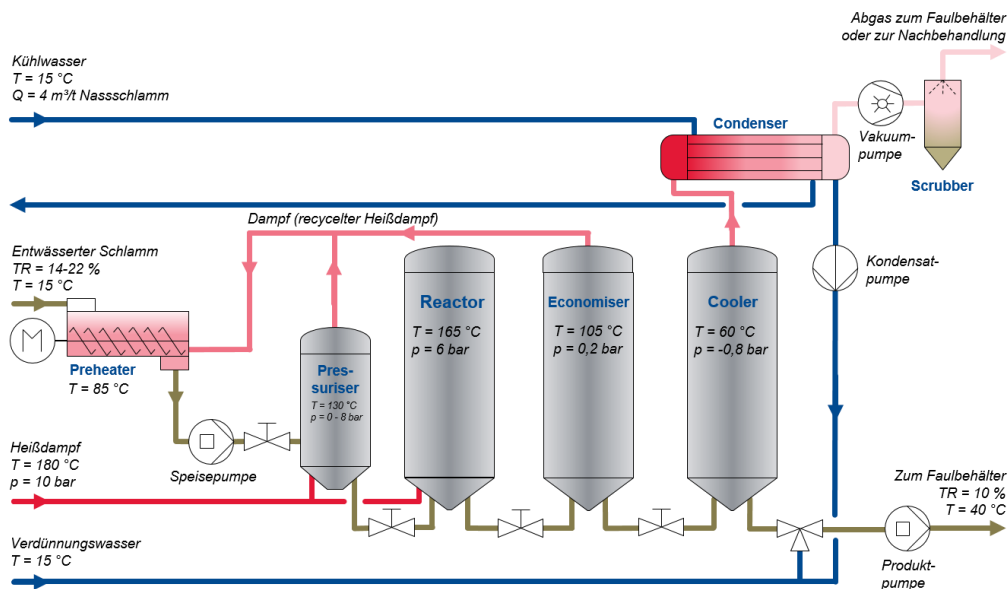 Abgas zum Faulbehälter
oder zur Nachbehandlung
Kühlwasser
T = 15 °C
Q = 4 m³/t Nassschlamm
Condenser
Vakuum-
pumpe
Scrubber
Dampf (recycelter Heißdampf)
Entwässerter Schlamm
TR = 14-22 %
T = 15 °C
M
Preheater
T = 85 °C
Pres-
suriser
T = 130 °C
p = 0 - 8 bar
Reactor
T = 165 °C
p = 6 bar
Economiser
T = 105 °C
p = 0,2 bar
Cooler
T = 60 °C
p = -0,8 bar
Kondensat-
pumpe
Speisepumpe
Heißdampf
T = 180 °C
p = 10 bar
Zum Faulbehälter
TR = 10 %
T = 40 °C
Verdünnungswasser
T = 15 °C
Produkt-
pumpe